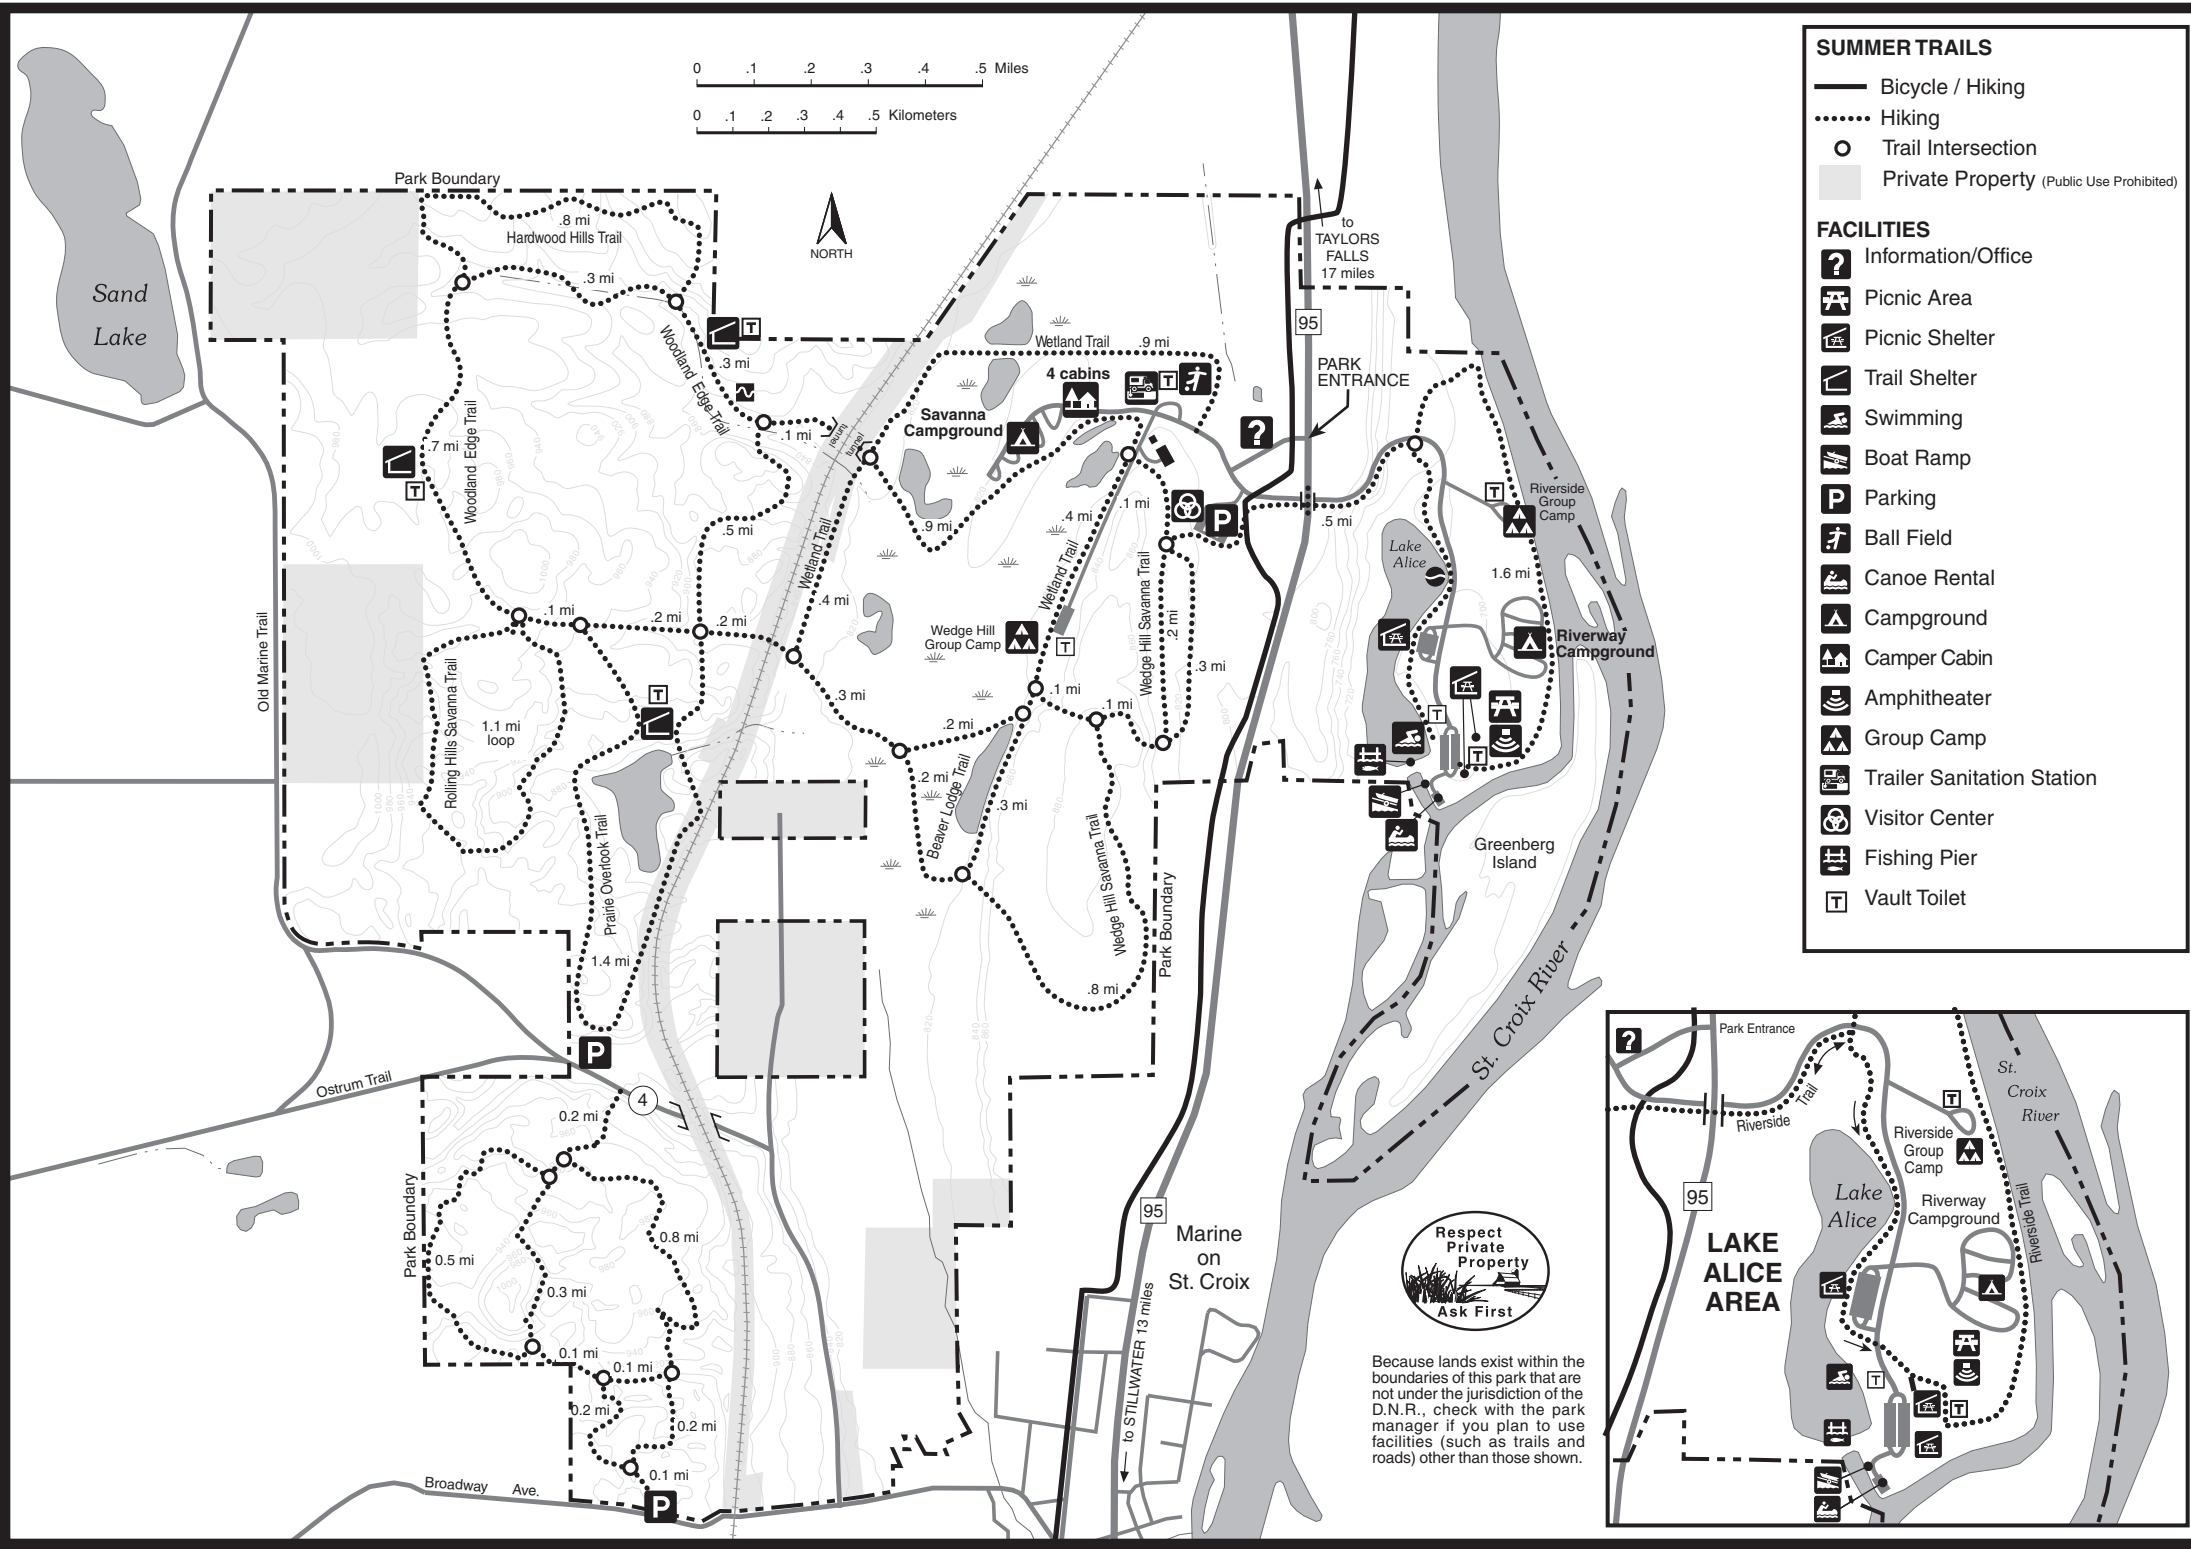 0 .1 .2 .3 .4 .5 Miles
0 .1 .2 .3 .4 .5 Kilometers
NORTH
Sand
Lake
Park Boundary
.8 mi
Hardwood Hills Trail
.3 mi
Woodland Edge Trail
.3 mi
T
.1 mi
tunnel
tunnel
.7 mi
Woodland Edge Trail
T
.5 mi
.1 mi
.2 mi
.2 mi
Old Marine Trail
Rolling Hills Savanna Trail
1.1 mi
loop
T
Prairie Overlook Trail
1.4 mi
P
Ostrum Trail
4
Wetland Trail
.9 mi
4 cabins
T
Savanna
Campground
.9 mi
Wetland Trail
.4 mi
.4 mi
.1 mi
Wetland Trail
Wedge Hill
Group Camp
T
Wedge Hill Savanna Trail
.2 mi
.3 mi
.3 mi
.2 mi
.1 mi
.1 mi
.2 mi
Beaver Lodge Trail
.3 mi
Wedge Hill Savanna Trail
.8 mi
Park Boundary
to
TAYLORS
FALLS
17 miles
95
PARK
ENTRANCE
?
P
.5 mi
Lake
Alice
T
Riverside
Group
Camp
1.6 mi
Riverway
Campground
T
T
Greenberg
Island
St. Croix River
0.2 mi
Park Boundary
0.5 mi
0.3 mi
0.8 mi
0.1 mi
0.1 mi
0.2 mi
0.2 mi
0.1 mi
P
Broadway Ave.
95
Marine
on
St. Croix
to STILLWATER 13 miles
Respect
Private
Property
Ask First
Because lands exist within the
boundaries of this park that are
not under the jurisdiction of the
D.N.R., check with the park
manager if you plan to use
facilities (such as trails and
roads) other than those shown.
SUMMER TRAILS
Bicycle / Hiking
Hiking
Trail Intersection
Private Property (Public Use Prohibited)
FACILITIES
? Information/Office
Picnic Area
Picnic Shelter
Trail Shelter
Swimming
Boat Ramp
P Parking
Ball Field
Canoe Rental
Campground
Camper Cabin
Amphitheater
Group Camp
Trailer Sanitation Station
Visitor Center
Fishing Pier
T Vault Toilet
?
Park Entrance
Riverside
Trail
95
LAKE
ALICE
AREA
Lake
Alice
T
Riverside
Group
Camp
Riverway
Campground
Riverside Trail
St.
Croix
River
T
T